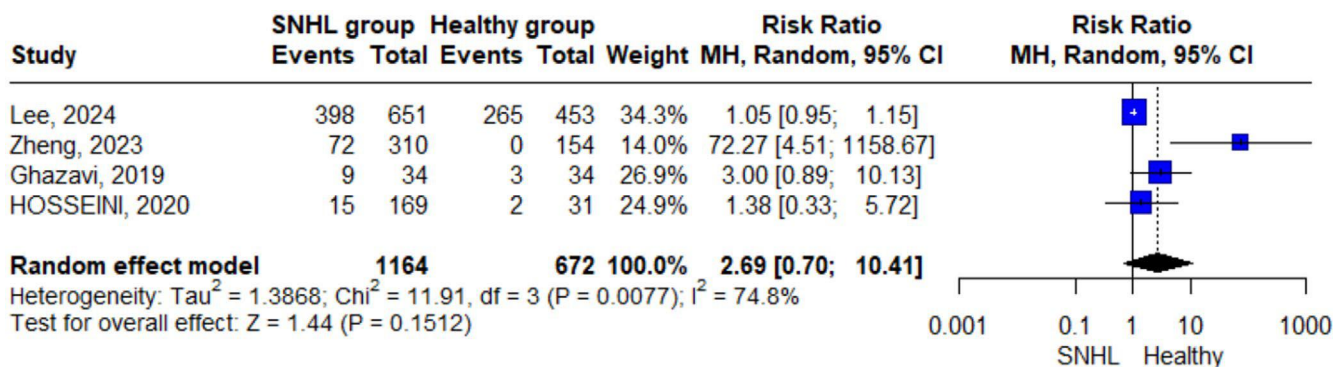 SNHL group Healthy group Risk Ratio Risk Ratio
Study Events Total Events Total Weight MH, Random, 95% CI MH, Random, 95% CI
Lee, 2024 398 651 265 453 34.3% 1.05 [0.95; 1.15]
Zheng, 2023 72 310 0 154 14.0% 72.27 [4.51; 1158.67]
Ghazavi, 2019 9 34 3 34 26.9% 3.00 [0.89; 10.13]
HOSSEINI, 2020 15 169 2 31 24.9% 1.38 [0.33; 5.72]
Random effect model 1164 672 100.0% 2.69 [0.70; 10.41]
Heterogeneity: Tau² = 1.3868; Chi² = 11.91, df = 3 (P = 0.0077); I² = 74.8%
Test for overall effect: Z = 1.44 (P = 0.1512)
0.001 0.1 1 10 1000
SNHL Healthy